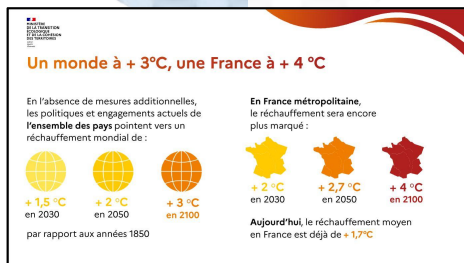 MINISTÈRE
DE LA TRANSITION
ÉCOLOGIQUE
ET DE LA COHÉSION
DES TERRITOIRES
Un monde à + 3°C, une France à + 4 °C
En l'absence de mesures additionnelles,
les politiques et engagements actuels de
l'ensemble des pays pointent vers un
réchauffement mondial de :
+ 1,5 °C
en 2030
+ 2 °C
en 2050
+ 3 °C
en 2100
par rapport aux années 1850
En France métropolitaine,
le réchauffement sera encore
plus marqué :
+ 2 °C
en 2030
+ 2,7 °C
en 2050
+ 4 °C
en 2100
Aujourd'hui, le réchauffement moyen
en France est déjà de + 1,7°C